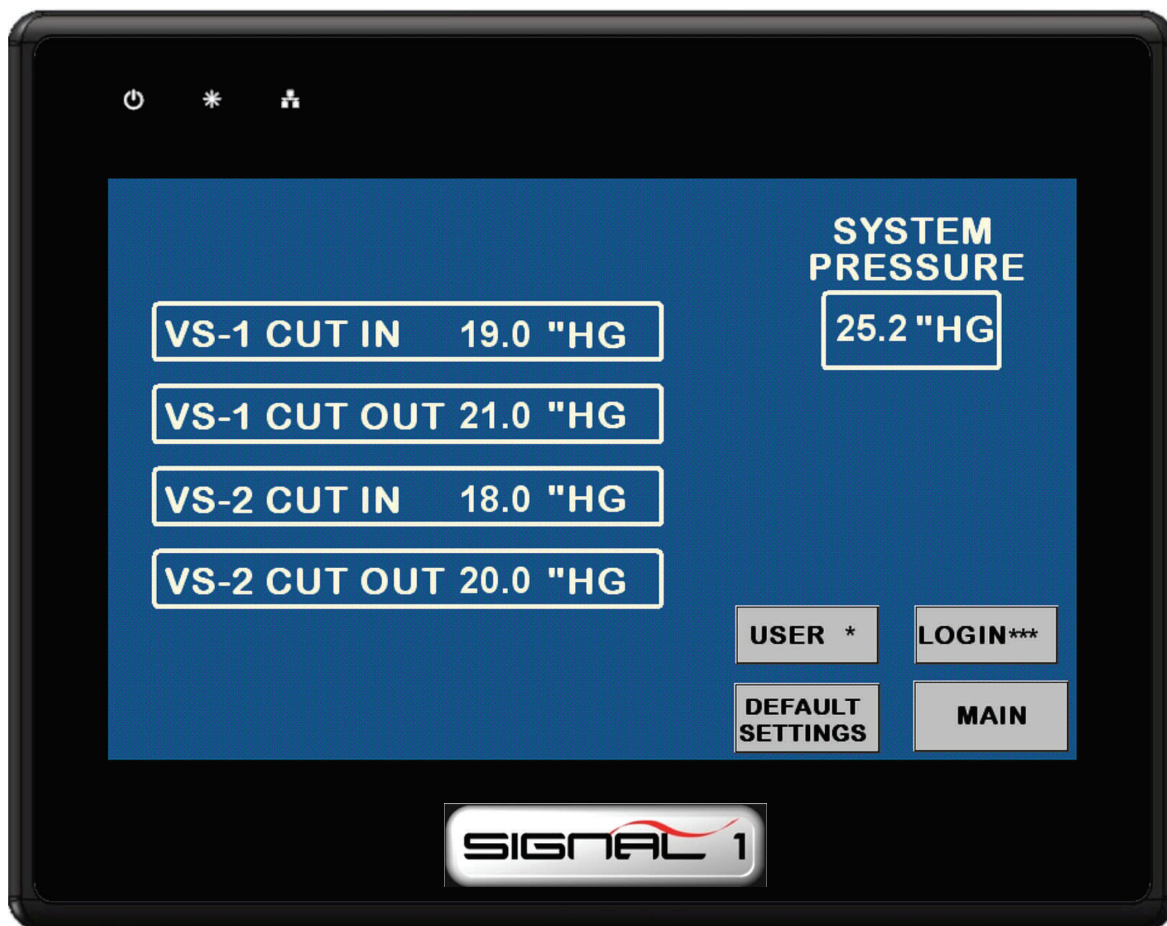 SYSTEM
PRESSURE
25.2 "HG
VS-1 CUT IN 19.0 "HG
VS-1 CUT OUT 21.0 "HG
VS-2 CUT IN 18.0 "HG
VS-2 CUT OUT 20.0 "HG
USER *
LOGIN***
DEFAULT
SETTINGS
MAIN
SIGNAL 1